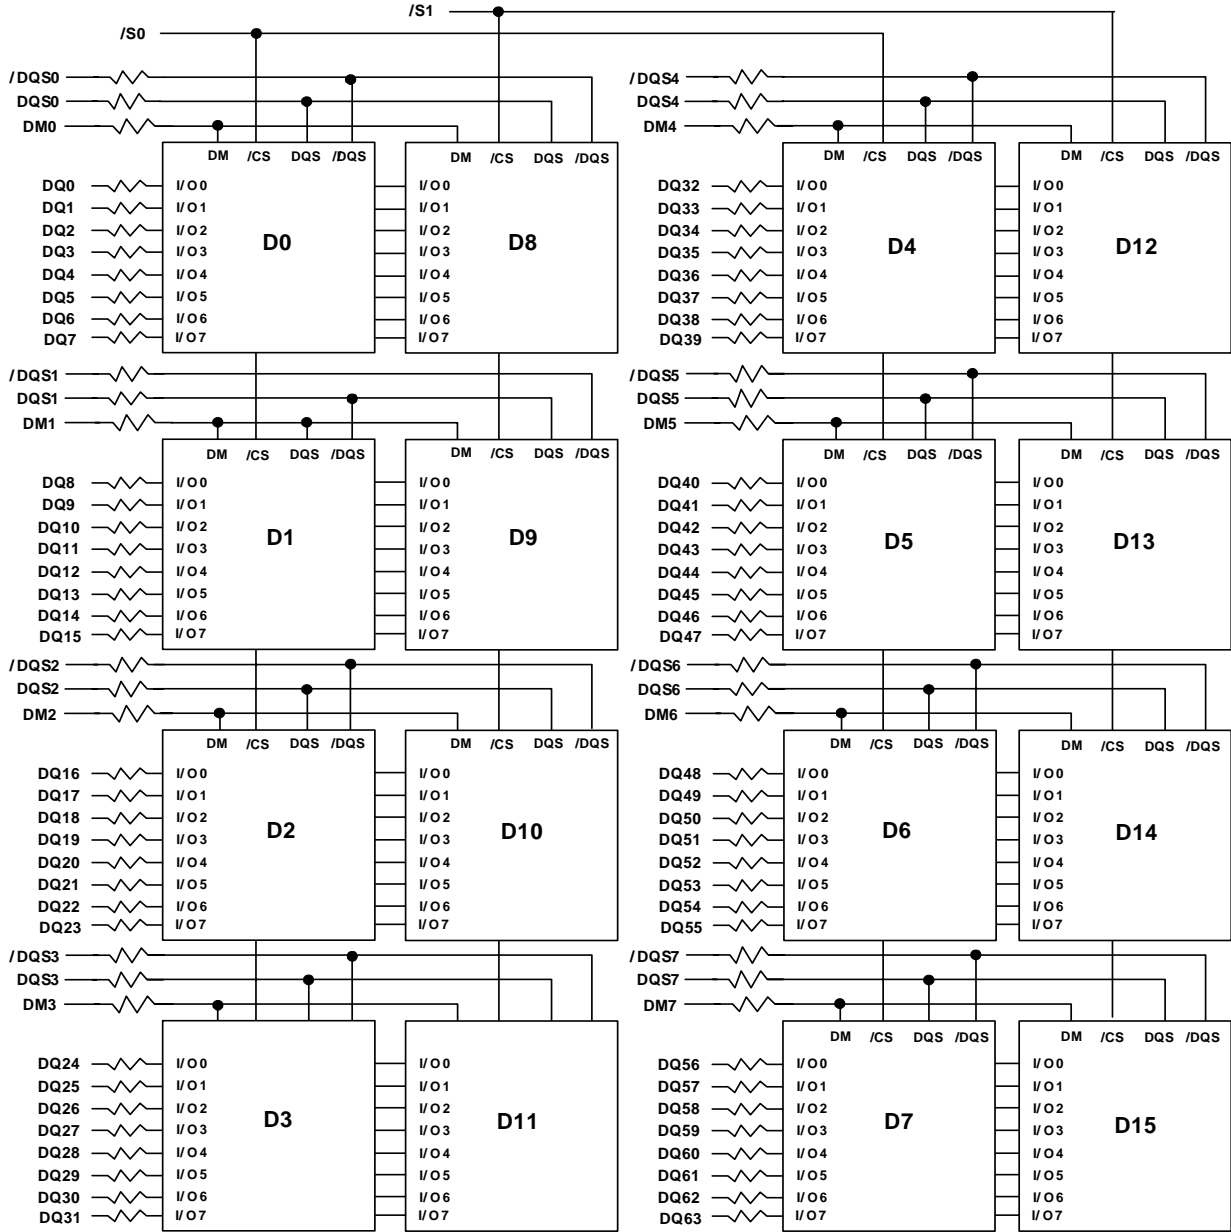 /S1
/S0
/DQS0 /DQS4
DQS0 DQS4
DM0 DM4
DM /CS DQS /DQS DM /CS DQS /DQS DM /CS DQS /DQS DM /CS DQS /DQS
DQ0 I/O0 I/O0 DQ32 I/O0 I/O0
DQ1 I/O1 I/O1 DQ33 I/O1 I/O1
DQ2 I/O2 I/O2 DQ34 I/O2 I/O2
D0 D8 D4 D12
DQ3 I/O3 I/O3 DQ35 I/O3 I/O3
DQ4 I/O4 I/O4 DQ36 I/O4 I/O4
DQ5 I/O5 I/O5 DQ37 I/O5 I/O5
DQ6 I/O6 I/O6 DQ38 I/O6 I/O6
DQ7 I/O7 I/O7 DQ39 I/O7 I/O7
/DQS1 /DQS5
DQS1 DQS5
DM1 DM5
DM /CS DQS /DQS DM /CS DQS /DQS DM /CS DQS /DQS DM /CS DQS /DQS
DQ8 I/O0 I/O0 DQ40 I/O0 I/O0
DQ9 I/O1 I/O1 DQ41 I/O1 I/O1
DQ10 I/O2 I/O2 DQ42 I/O2 I/O2
D1 D9 D5 D13
DQ11 I/O3 I/O3 DQ43 I/O3 I/O3
DQ12 I/O4 I/O4 DQ44 I/O4 I/O4
DQ13 I/O5 I/O5 DQ45 I/O5 I/O5
DQ14 I/O6 I/O6 DQ46 I/O6 I/O6
DQ15 I/O7 I/O7 DQ47 I/O7 I/O7
/DQS2 /DQS6
DQS2 DQS6
DM2 DM6
DM /CS DQS /DQS DM /CS DQS /DQS DM /CS DQS /DQS DM /CS DQS /DQS
DQ16 I/O0 I/O0 DQ48 I/O0 I/O0
DQ17 I/O1 I/O1 DQ49 I/O1 I/O1
DQ18 I/O2 I/O2 DQ50 I/O2 I/O2
D2 D10 D6 D14
DQ19 I/O3 I/O3 DQ51 I/O3 I/O3
DQ20 I/O4 I/O4 DQ52 I/O4 I/O4
DQ21 I/O5 I/O5 DQ53 I/O5 I/O5
DQ22 I/O6 I/O6 DQ54 I/O6 I/O6
DQ23 I/O7 I/O7 DQ55 I/O7 I/O7
/DQS3 /DQS7
DQS3 DQS7
DM3 DM7
DM /CS DQS /DQS DM /CS DQS /DQS
DQ24 I/O0 I/O0 DQ56 I/O0 I/O0
DQ25 I/O1 I/O1 DQ57 I/O1 I/O1
DQ26 I/O2 I/O2 DQ58 I/O2 I/O2
D3 D11 D7 D15
DQ27 I/O3 I/O3 DQ59 I/O3 I/O3
DQ28 I/O4 I/O4 DQ60 I/O4 I/O4
DQ29 I/O5 I/O5 DQ61 I/O5 I/O5
DQ30 I/O6 I/O6 DQ62 I/O6 I/O6
DQ31 I/O7 I/O7 DQ63 I/O7 I/O7